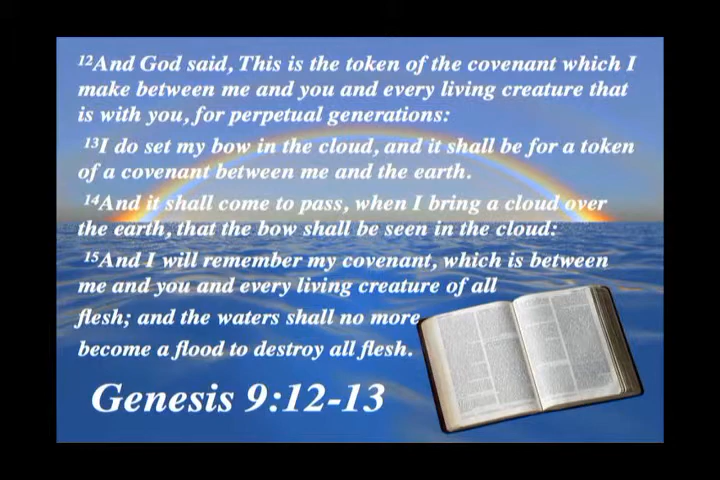 ¹²And God said, This is the token of the covenant which I
make between me and you and every living creature that
is with you, for perpetual generations:
¹³I do set my bow in the cloud, and it shall be for a token
of a covenant between me and the earth.
¹⁴And it shall come to pass, when I bring a cloud over
the earth, that the bow shall be seen in the cloud:
¹⁵And I will remember my covenant, which is between
me and you and every living creature of all
flesh; and the waters shall no more
become a flood to destroy all flesh.
Genesis 9:12-13